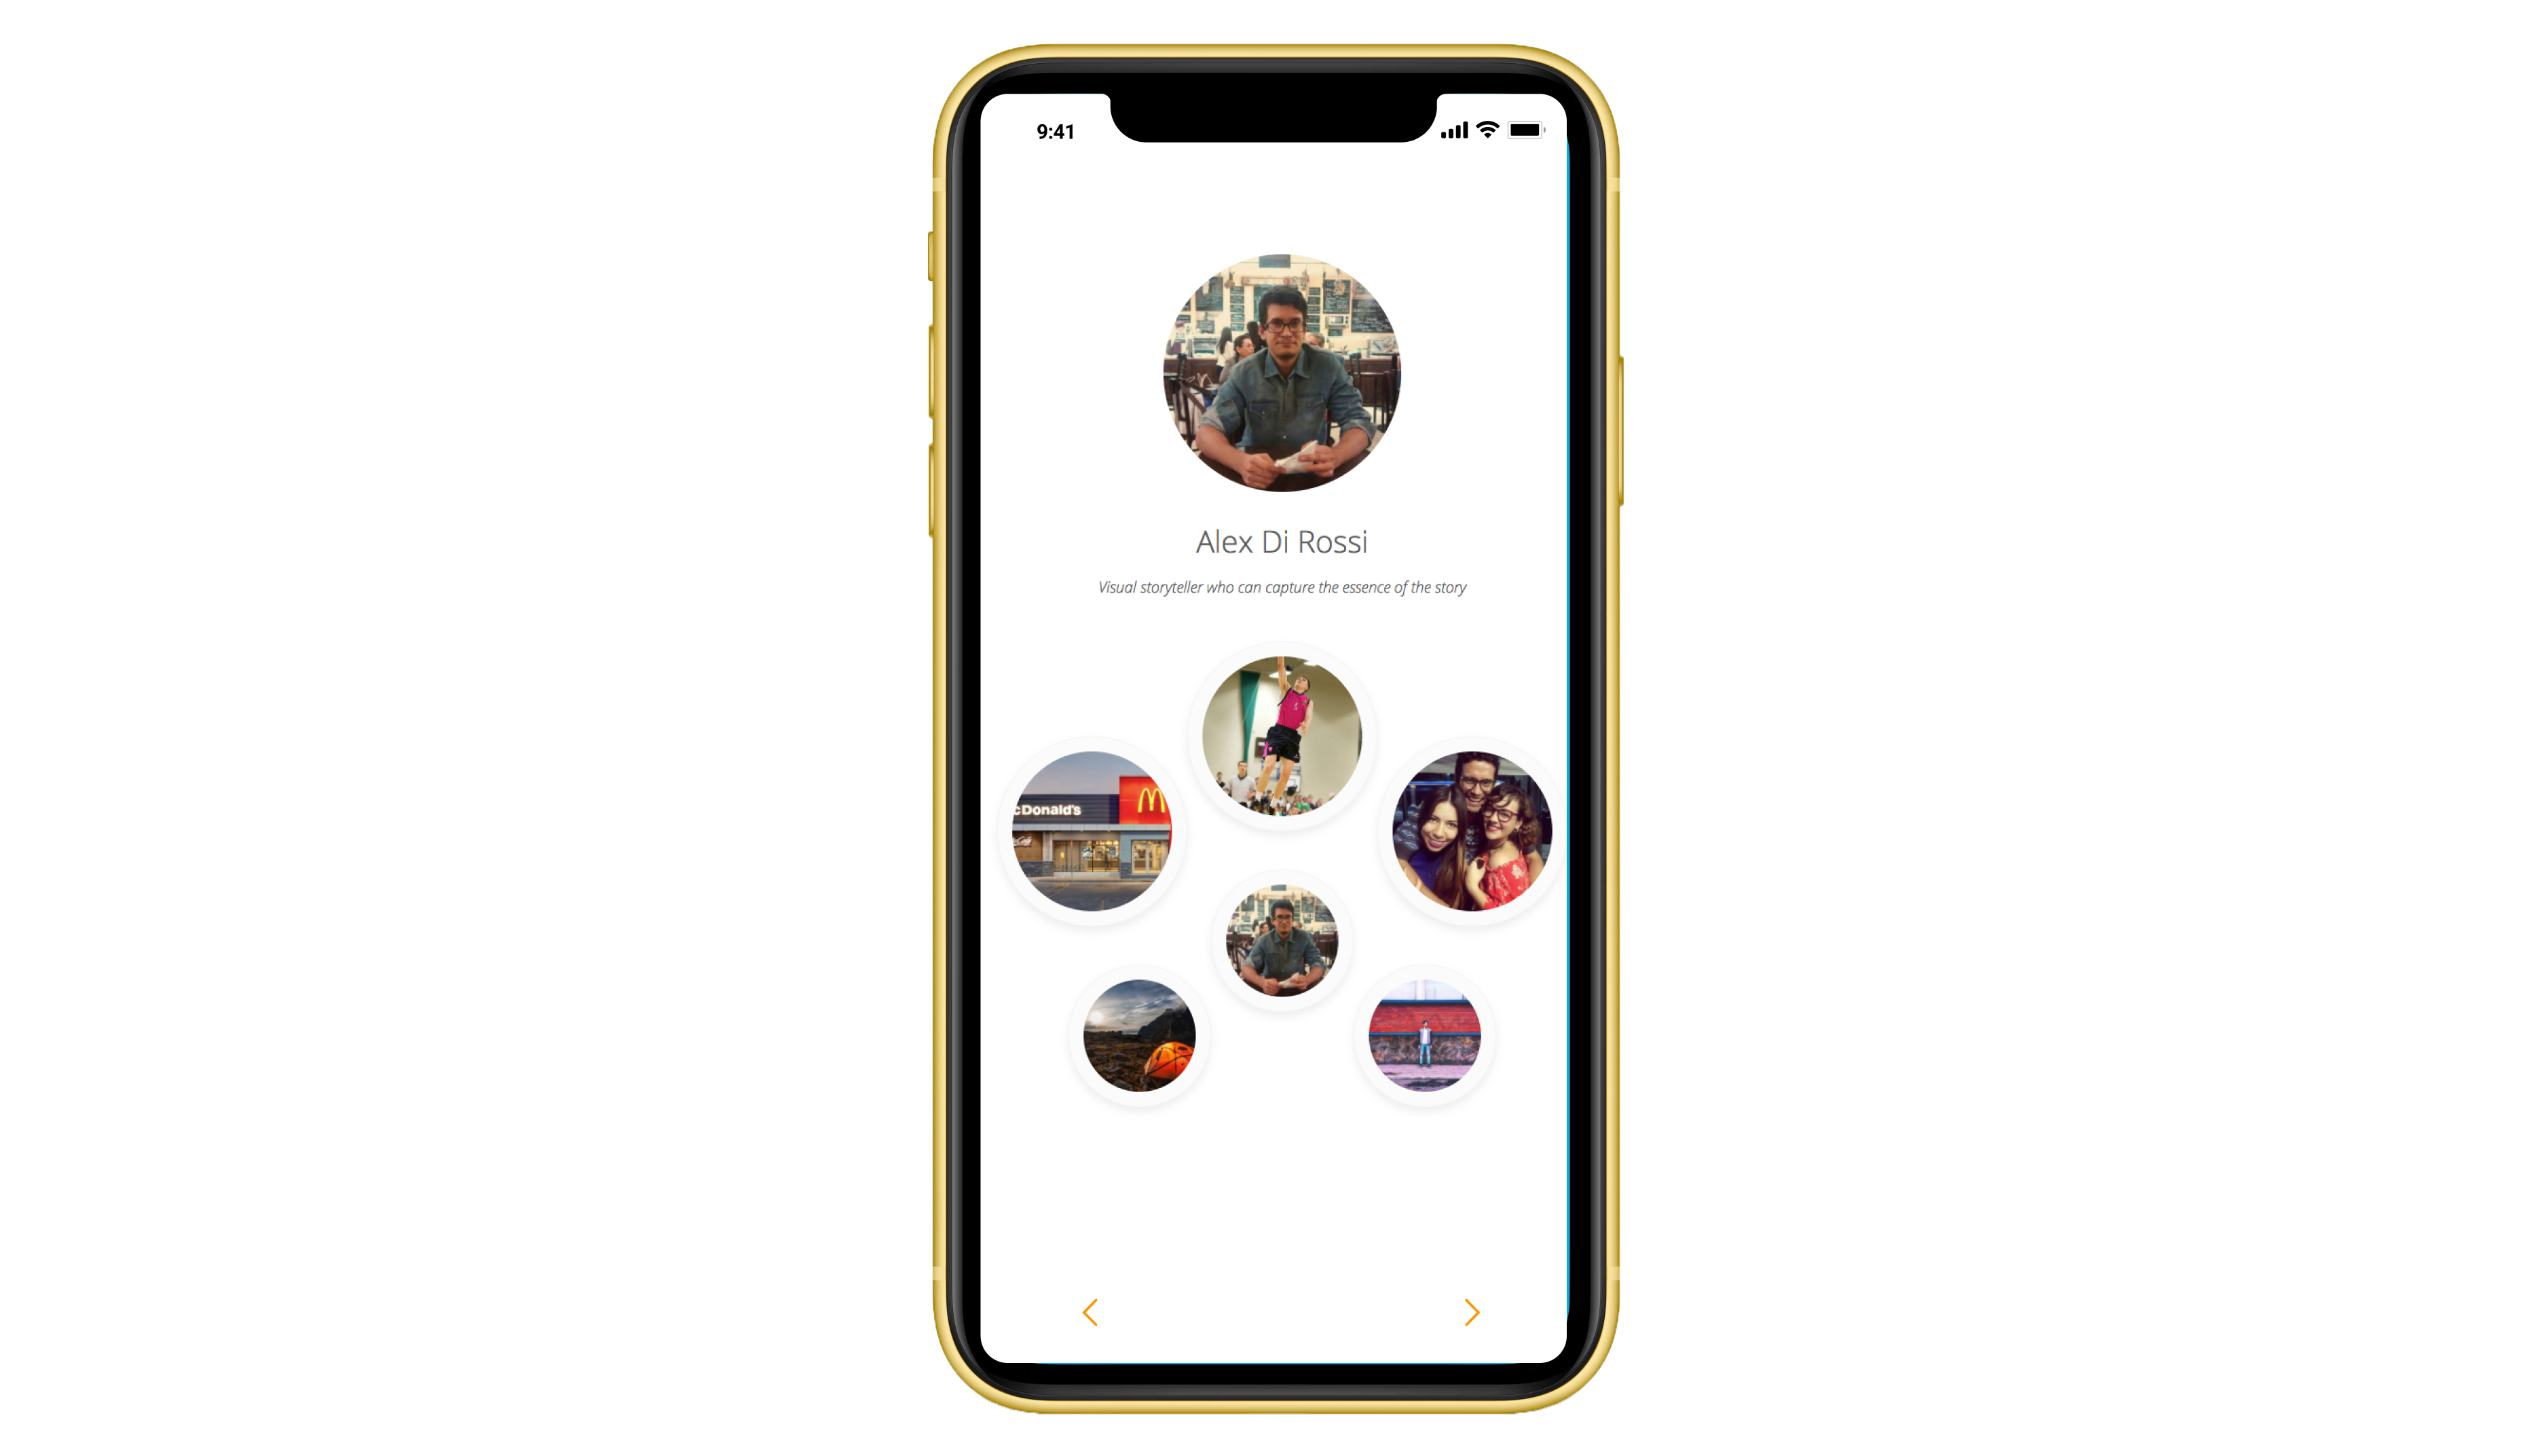 9:41
Alex Di Rossi
Visual storyteller who can capture the essence of the story
cDonald's